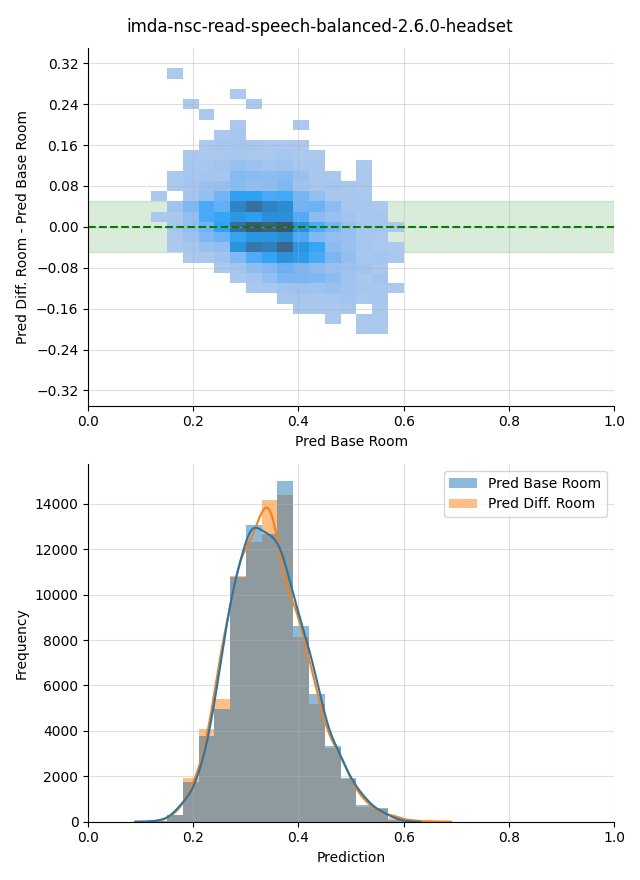 imda-nsc-read-speech-balanced-2.6.0-headset
Pred Diff. Room - Pred Base Room
0.32
0.24
0.16
0.08
0.00
−0.08
−0.16
−0.24
−0.32
0.0 0.2 0.4 0.6 0.8 1.0
Pred Base Room
Frequency
14000
12000
10000
8000
6000
4000
2000
0
Pred Base Room
Pred Diff. Room
0.0 0.2 0.4 0.6 0.8 1.0
Prediction